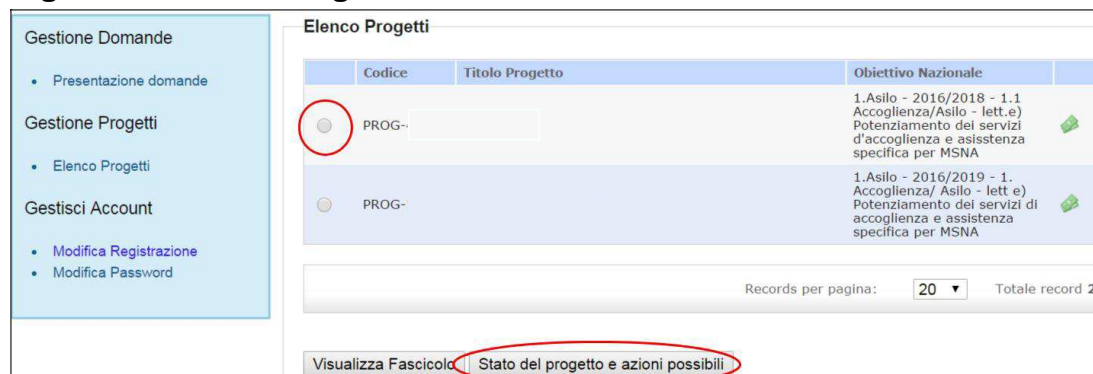 Gestione Domande
Presentazione domande
Gestione Progetti
Elenco Progetti
Gestisci Account
Modifica Registrazione
Modifica Password
Elenco Progetti
Codice Titolo Progetto Obiettivo Nazionale
PROG-
1.Asilo - 2016/2018 - 1.1
Accoglienza/Asilo - lett.e)
Potenziamento dei servizi
d'accoglienza e asisstenza
specifica per MSNA
PROG-
1.Asilo - 2016/2019 - 1.
Accoglienza/ Asilo - lett e)
Potenziamento dei servizi di
accoglienza e assistenza
specifica per MSNA
Records per pagina: 20 Totale record 2
Visualizza Fascicolo Stato del progetto e azioni possibili